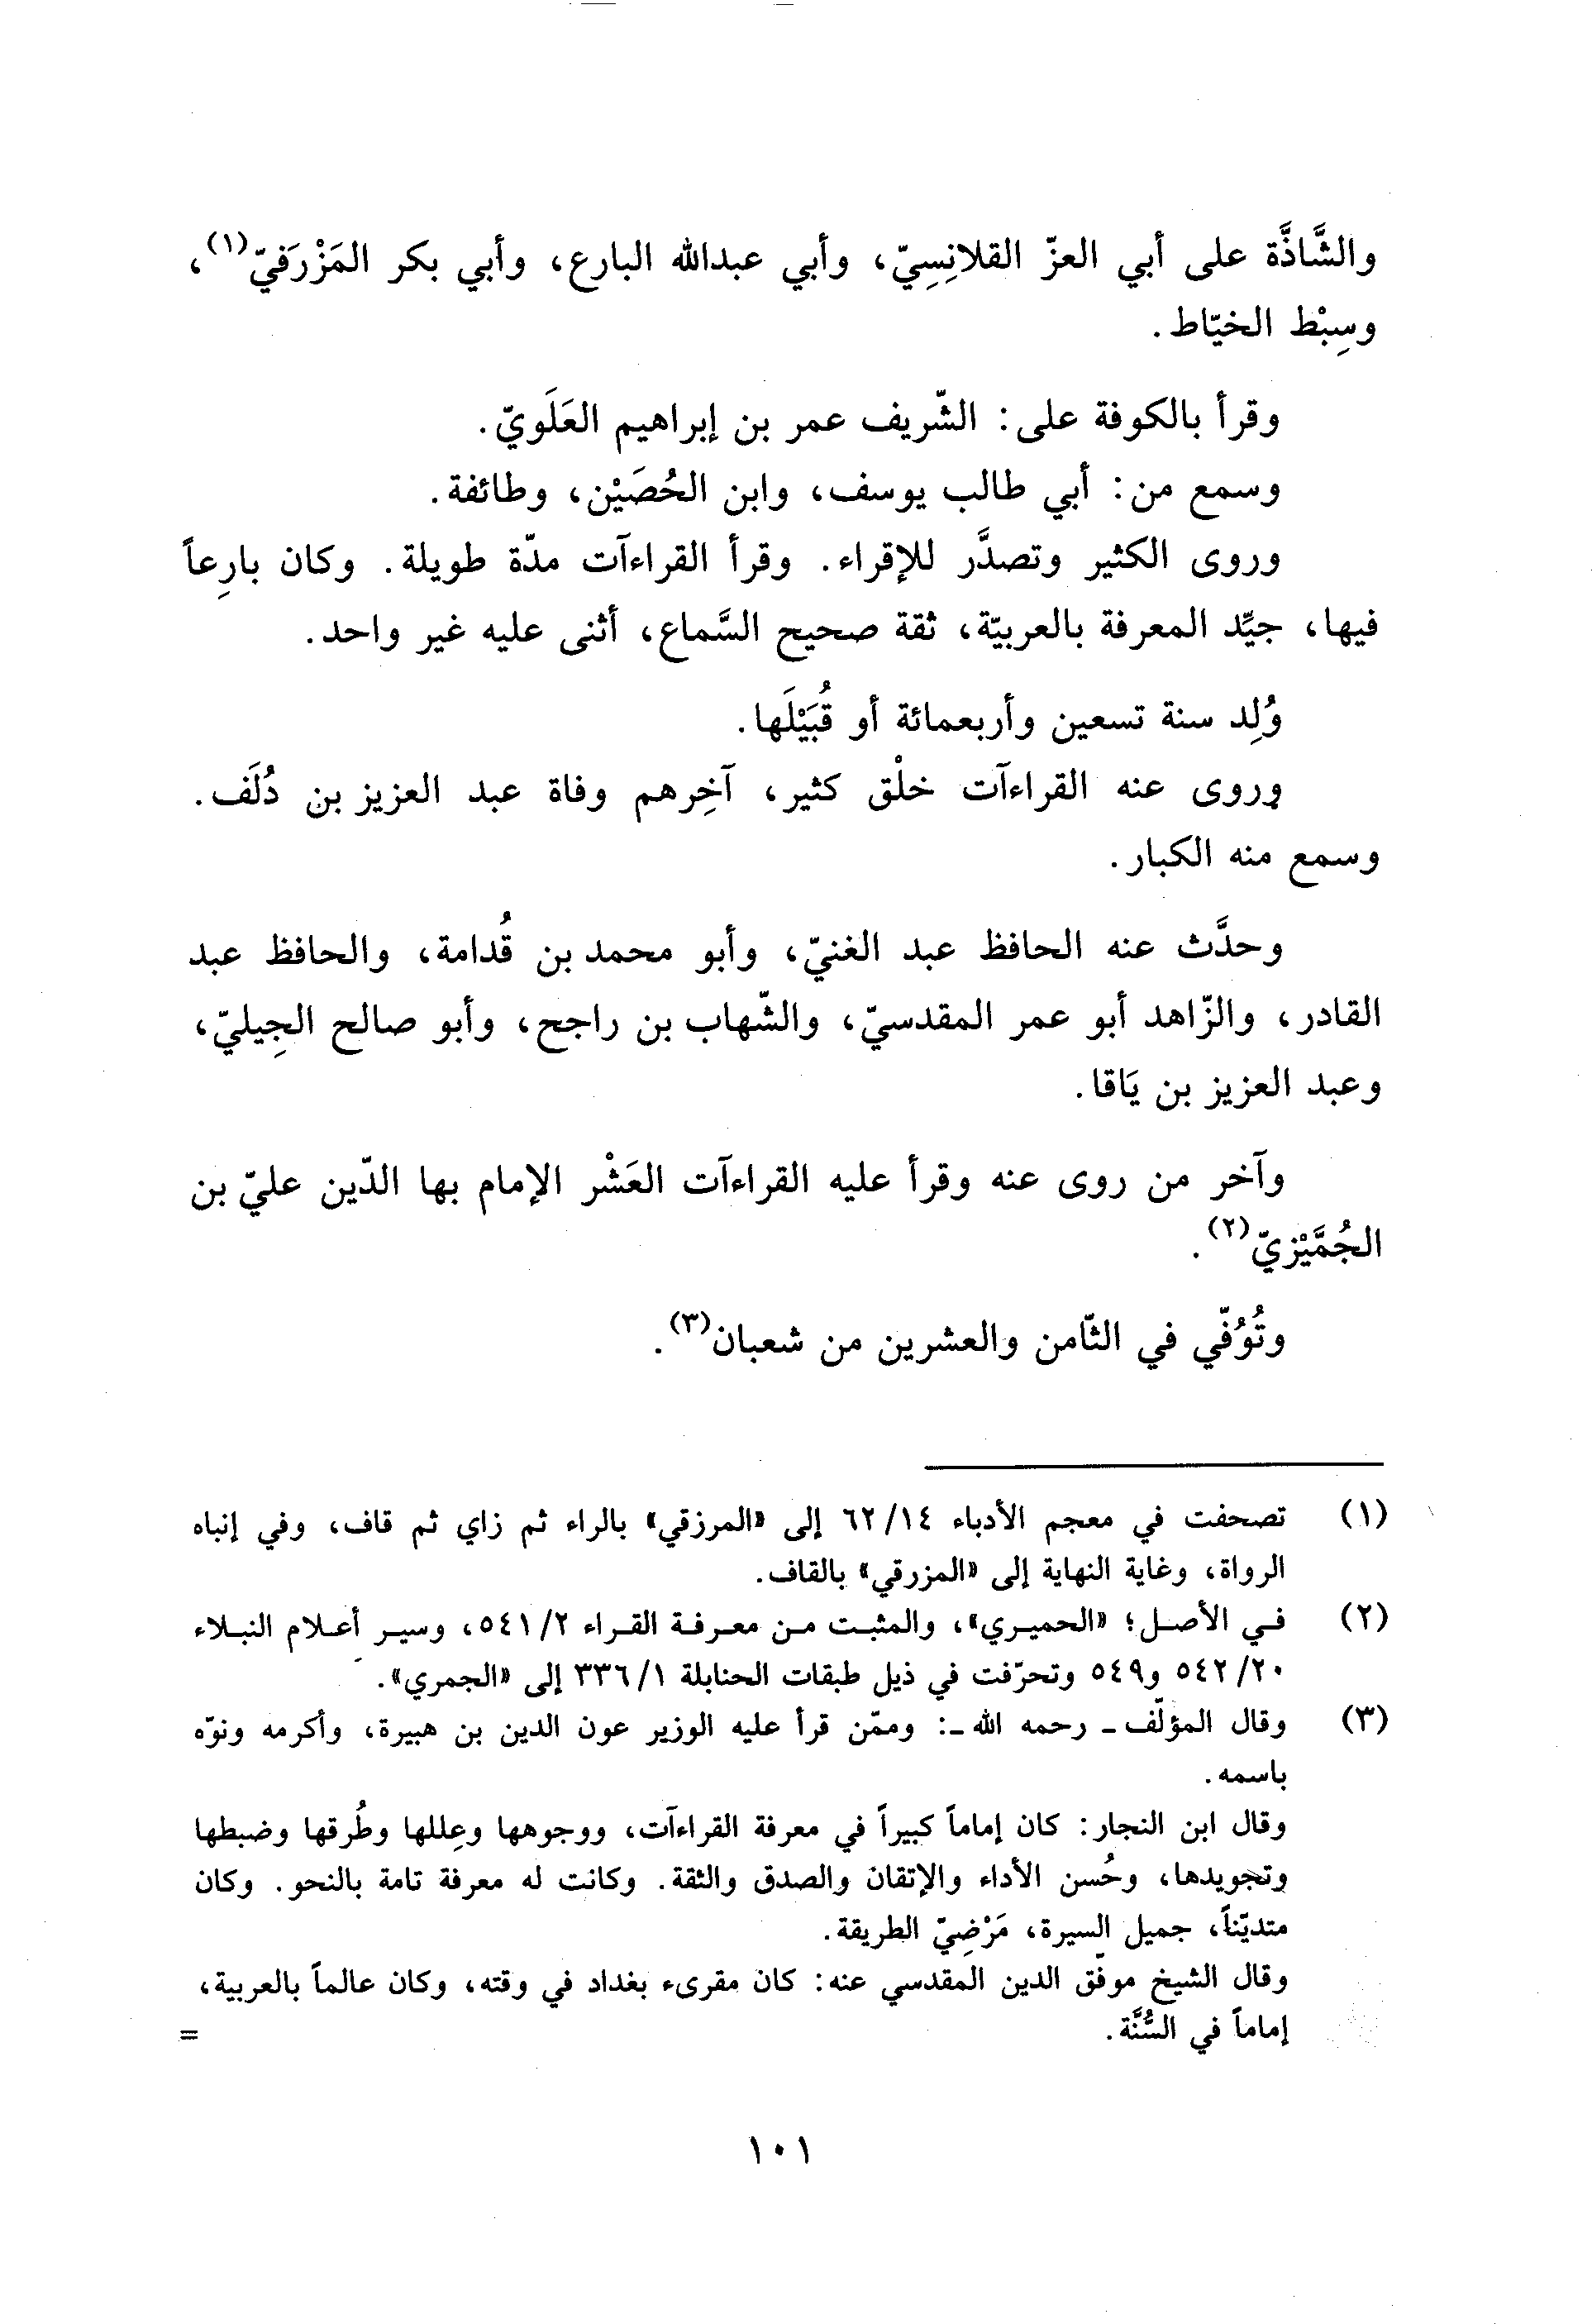 والشَّاذَّة على أبي العزّ القلانِسِيّ، وأبي عبدالله البارع، وأبي بكر المَزْرَفيّ(١)،
وسِبْط الخيّاط.
وقرأ بالكوفة على: الشّريف عمر بن إبراهيم العَلَويّ.
وسمع من: أبي طالب يوسف، وابن الحُصَيْن، وطائفة.
وروى الكثير وتصدَّر للإقراء. وقرأ القراءآت مدّة طويلة. وكان بارِعاً
فيها، جيِّد المعرفة بالعربيّة، ثقة صحيح السَّماع، أثنى عليه غير واحد.
وُلِد سنة تسعين وأربعمائة أو قُبَيْلَها.
وروى عنه القراءآت خلْق كثير، آخِرهم وفاة عبد العزيز بن دُلَف.
وسمع منه الكبار.
وحدَّث عنه الحافظ عبد الغنيّ، وأبو محمد بن قُدامة، والحافظ عبد
القادر، والزّاهد أبو عمر المقدسيّ، والشّهاب بن راجح، وأبو صالح الجِيليّ،
وعبد العزيز بن يَاقا.
وآخر من روى عنه وقرأ عليه القراءآت العَشْر الإمام بها الدّين عليّ بن
الجُمَّيْزيّ(٢).
وتُوُفّي في الثّامن والعشرين من شعبان(٣).
(١) تصحفت في معجم الأدباء ٦٢/١٤ إلى «المرزقي» بالراء ثم زاي ثم قاف، وفي إنباه
الرواة، وغاية النهاية إلى «المزرقي» بالقاف.
(٢) في الأصل؛ «الحميري»، والمثبت من معرفة القراء ٥٤١/٢، وسير أعلام النبلاء
٥٤٢/٢٠ و٥٤٩ وتحرّفت في ذيل طبقات الحنابلة ٣٣٦/١ إلى «الجمري».
(٣) وقال المؤلّف ـ رحمه الله ـ: وممّن قرأ عليه الوزير عون الدين بن هبيرة، وأكرمه ونوّه
باسمه.
وقال ابن النجار: كان إماماً كبيراً في معرفة القراءآت، ووجوهها وعِللها وطُرقها وضبطها
وتجويدها، وحُسن الأداء والإتقان والصدق والثقة. وكانت له معرفة تامة بالنحو. وكان
متديّناً، جميل السيرة، مَرْضِيّ الطريقة.
وقال الشيخ موفّق الدين المقدسي عنه: كان مقرىء بغداد في وقته، وكان عالماً بالعربية،
إماماً في السُّنَّة. =
١٠١